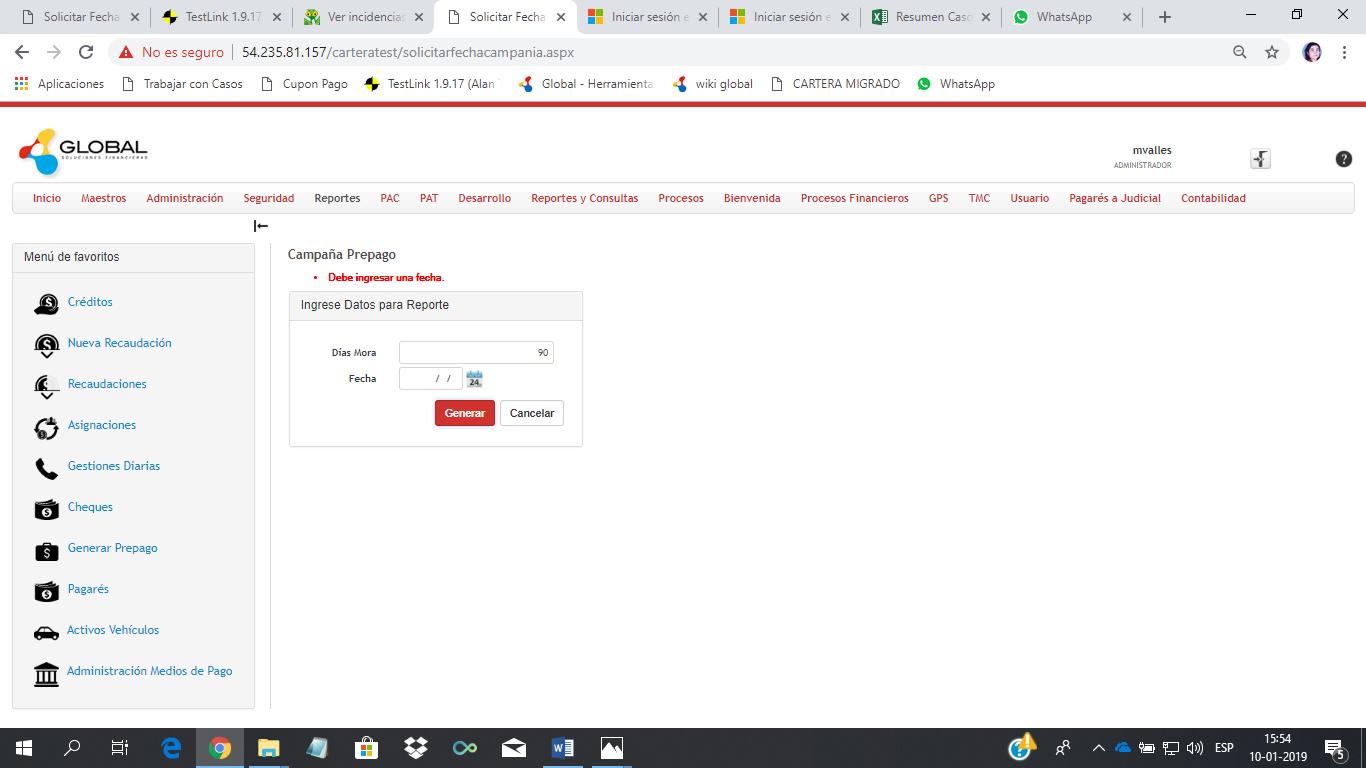 Solicitar Fecha
TestLink 1.9.17
Ver incidencias
Solicitar Fecha
Iniciar sesión e
Iniciar sesión e
Resumen Caso
WhatsApp
No es seguro
54.235.81.157/carteratest/solicitarfechacampania.aspx
Aplicaciones
Trabajar con Casos
Cupon Pago
TestLink 1.9.17 (Alan
Global - Herramienta
wiki global
CARTERA MIGRADO
WhatsApp
GLOBAL
SOLUCIONES FINANCIERAS
mvalles
ADMINISTRADOR
Inicio Maestros Administración Seguridad Reportes PAC PAT Desarrollo Reportes y Consultas Procesos Bienvenida Procesos Financieros GPS TMC Usuario Pagarés a Judicial Contabilidad
Menú de favoritos
Créditos
Nueva Recaudación
Recaudaciones
Asignaciones
Gestiones Diarias
Cheques
Generar Prepago
Pagarés
Activos Vehículos
Administración Medios de Pago
Campaña Prepago
• Debe ingresar una fecha.
Ingrese Datos para Reporte
Días Mora 90
Fecha / / 24
Generar Cancelar
ESP
15:54
10-01-2019
5